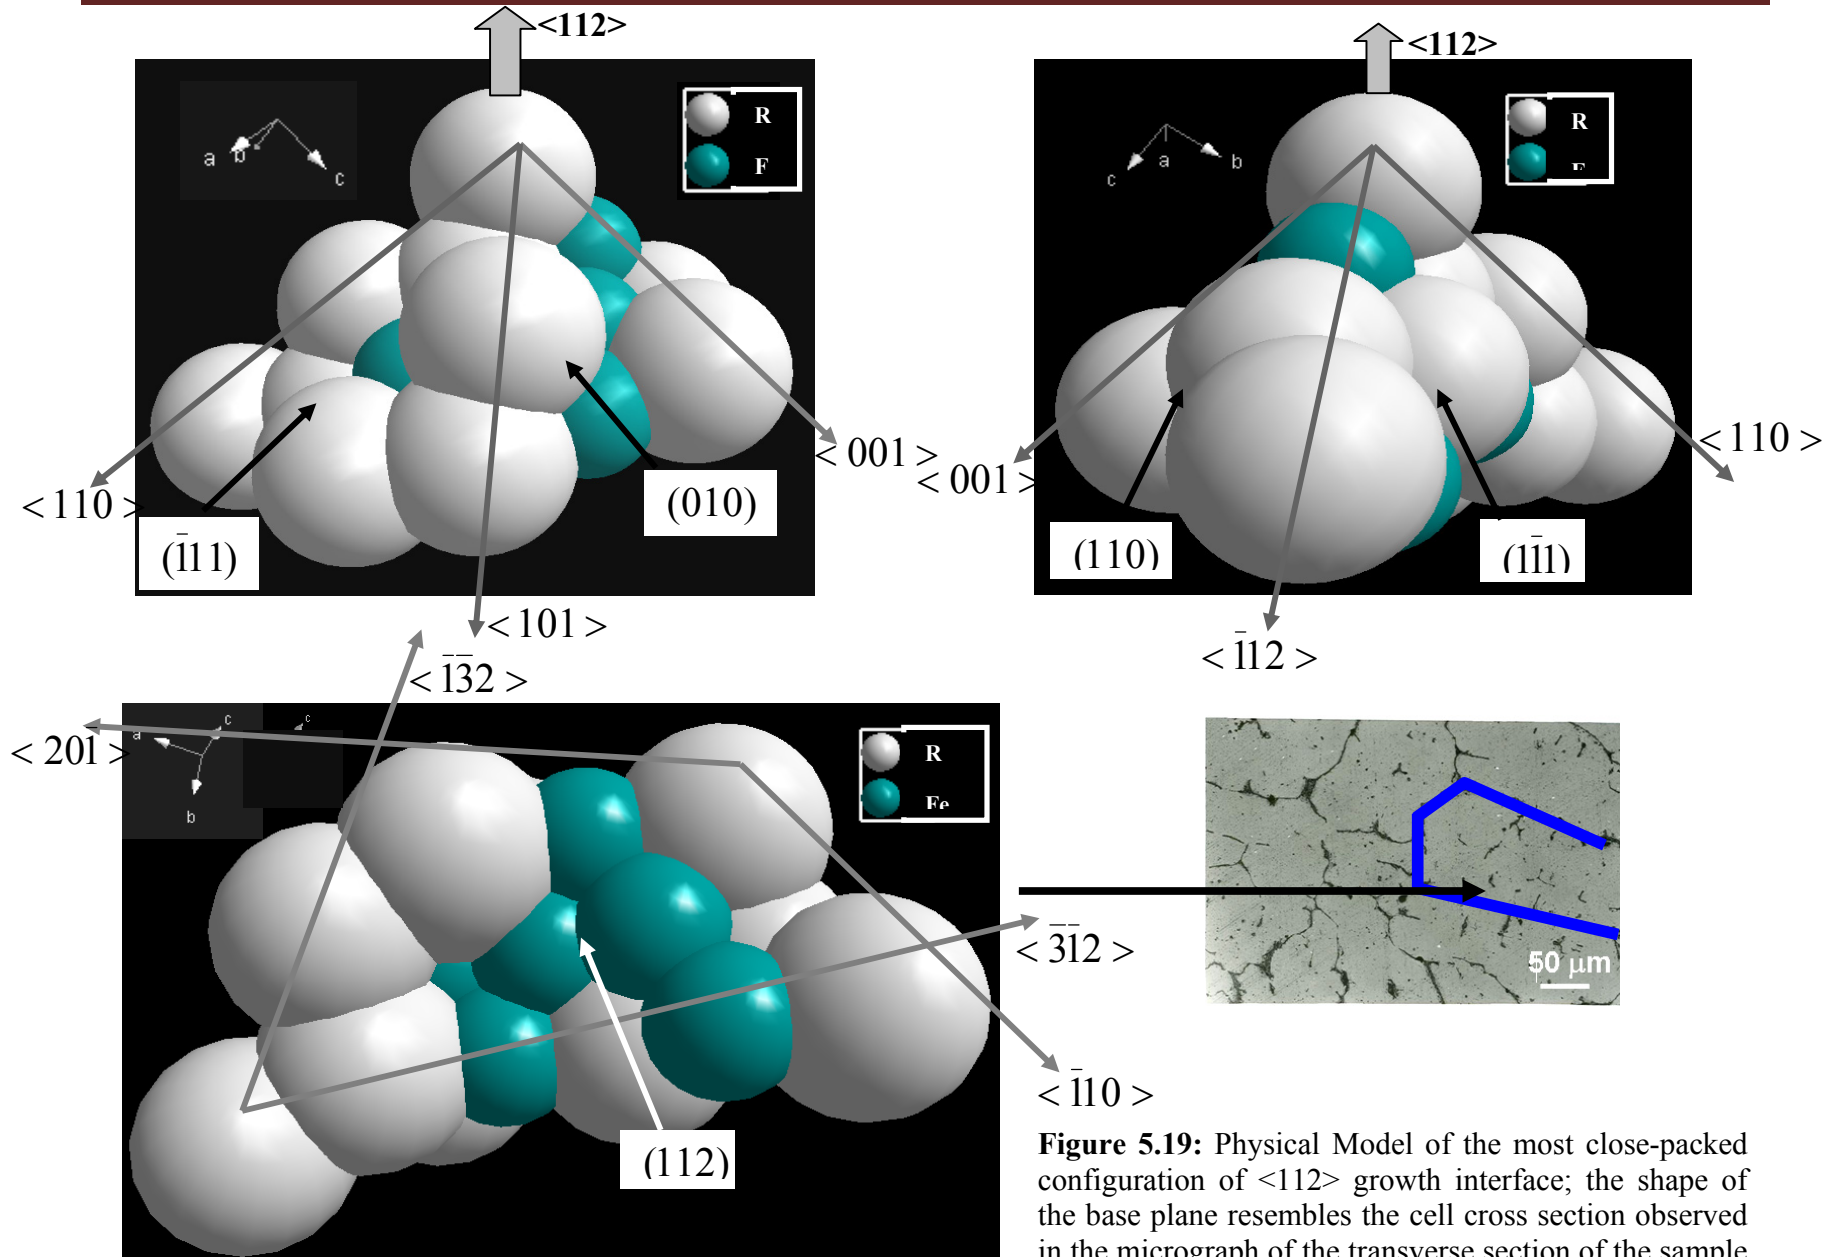 <112>
<112>
a
b
c
R
F
c
a
b
R
<110>
(1̄11)
(010)
<001>
<001>
(110)
(11̄1)
<110>
<101>
<1̄1̄2>
<1̄3̄2>
<201̄>
a
c
c
b
R
Fe
(112)
<3̄1̄2>
<1̄10>
50 µm
Figure 5.19: Physical Model of the most close-packed
configuration of <112> growth interface; the shape of
the base plane resembles the cell cross section observed
in the micrograph of the transverse section of the sample